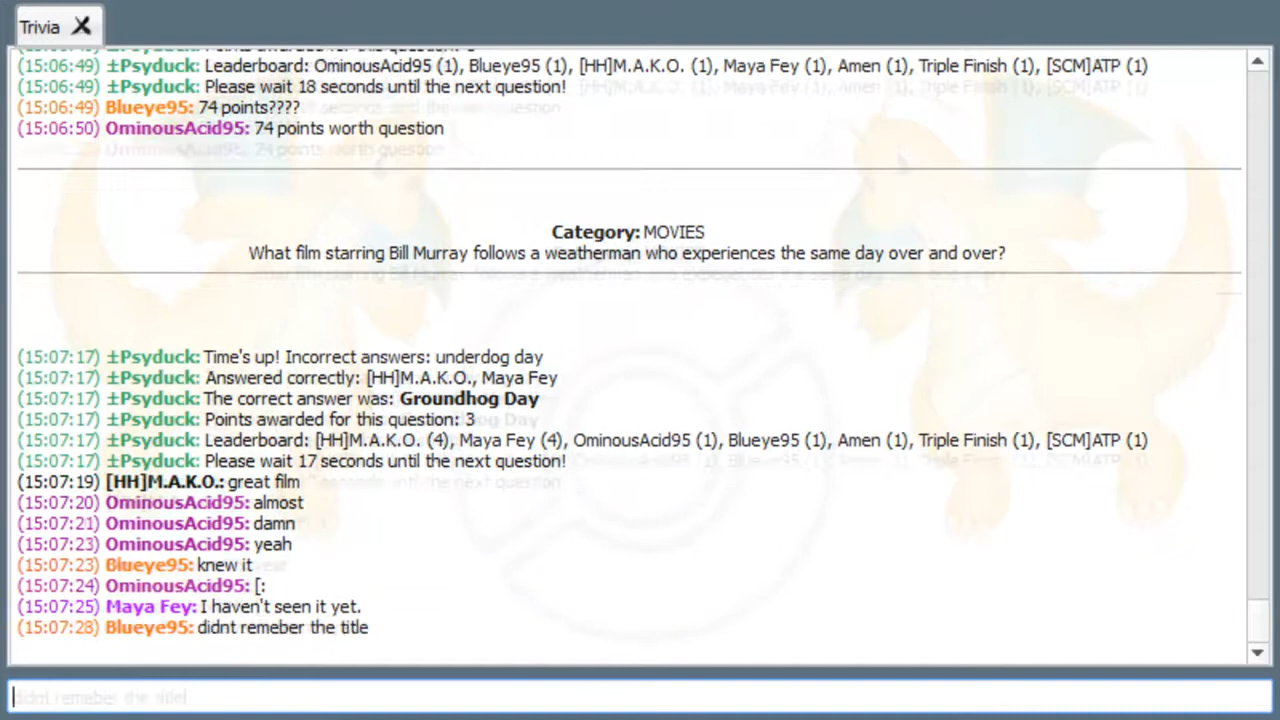 Trivia X
(15:06:49) ±Psyduck: Leaderboard: OminousAcid95 (1), Blueye95 (1), [HH]M.A.K.O. (1), Maya Fey (1), Amen (1), Triple Finish (1), [SCM]ATP (1)
(15:06:49) ±Psyduck: Please wait 18 seconds until the next question!
(15:06:49) Blueye95: 74 points????
(15:06:50) OminousAcid95: 74 points worth question
Category: MOVIES
What film starring Bill Murray follows a weatherman who experiences the same day over and over?
(15:07:17) ±Psyduck: Time's up! Incorrect answers: underdog day
(15:07:17) ±Psyduck: Answered correctly: [HH]M.A.K.O., Maya Fey
(15:07:17) ±Psyduck: The correct answer was: Groundhog Day
(15:07:17) ±Psyduck: Points awarded for this question: 3
(15:07:17) ±Psyduck: Leaderboard: [HH]M.A.K.O. (4), Maya Fey (4), OminousAcid95 (1), Blueye95 (1), Amen (1), Triple Finish (1), [SCM]ATP (1)
(15:07:17) ±Psyduck: Please wait 17 seconds until the next question!
(15:07:19) [HH]M.A.K.O.: great film
(15:07:20) OminousAcid95: almost
(15:07:21) OminousAcid95: damn
(15:07:23) OminousAcid95: yeah
(15:07:23) Blueye95: knew it
(15:07:24) OminousAcid95: [:
(15:07:25) Maya Fey: I haven't seen it yet.
(15:07:28) Blueye95: didnt remeber the title